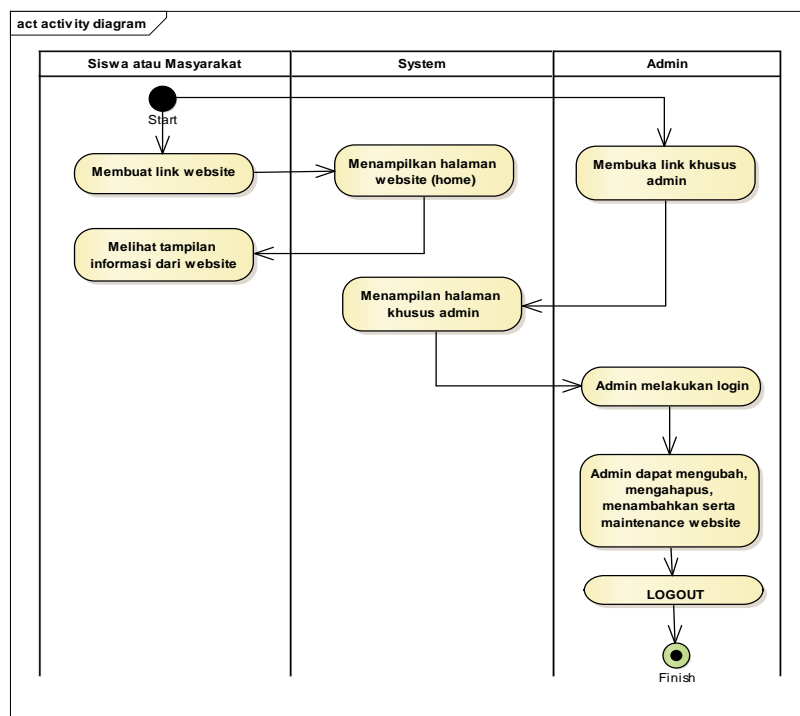 act activity diagram
Siswa atau Masyarakat
System
Admin
Start
Membuat link website
Menampilkan halaman
website (home)
Membuka link khusus
admin
Melihat tampilan
informasi dari website
Menampilan halaman
khusus admin
Admin melakukan login
Admin dapat mengubah,
mengahapus,
menambahkan serta
maintenance website
LOGOUT
Finish